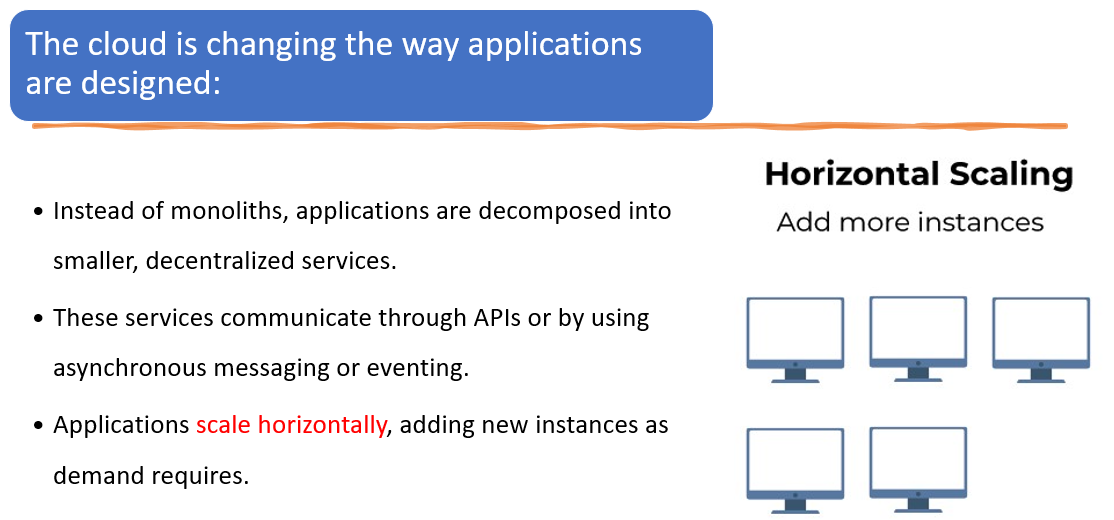 The cloud is changing the way applications
are designed:
• Instead of monoliths, applications are decomposed into
smaller, decentralized services.
• These services communicate through APIs or by using
asynchronous messaging or eventing.
• Applications scale horizontally, adding new instances as
demand requires.
Horizontal Scaling
Add more instances